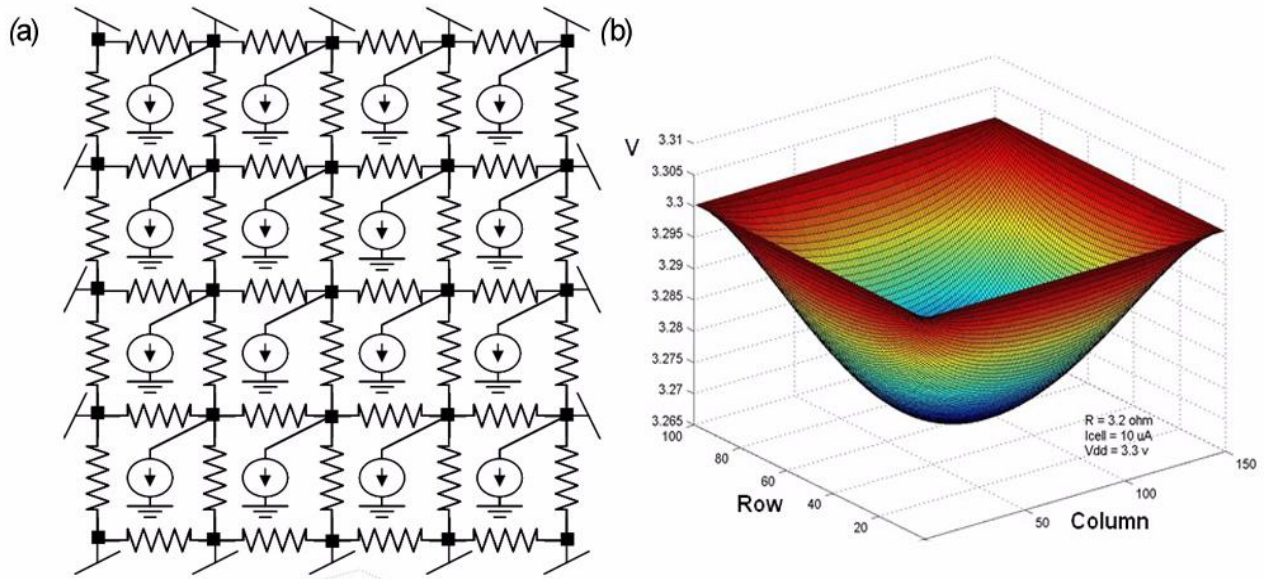 (a)
(b)
V
3.31
3.305
3.3
3.295
3.29
3.285
3.28
3.275
3.27
3.265
100
80
60
40
20
Row
50
100
150
Column
R = 3.2 ohm
Icell = 10 uA
Vdd = 3.3 v